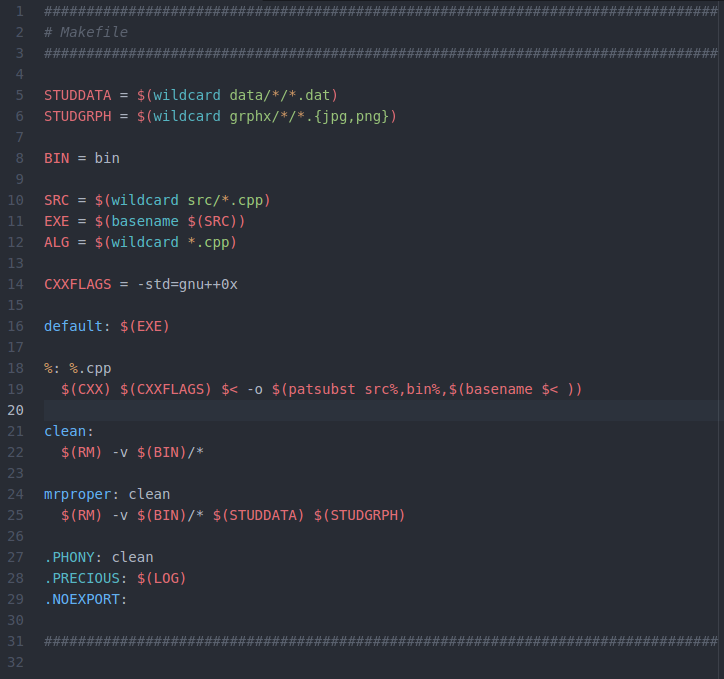 1 ################################################################################
2 # Makefile
3 ################################################################################
4
5 STUDDATA = $(wildcard data/*/*.dat)
6 STUDGRPH = $(wildcard grphx/*/*.{jpg,png})
7
8 BIN = bin
9
10 SRC = $(wildcard src/*.cpp)
11 EXE = $(basename $(SRC))
12 ALG = $(wildcard *.cpp)
13
14 CXXFLAGS = -std=gnu++0x
15
16 default: $(EXE)
17
18 %: %.cpp
19   $(CXX) $(CXXFLAGS) $< -o $(patsubst src%,bin%,$(basename $< ))
20
21 clean:
22   $(RM) -v $(BIN)/*
23
24 mrproper: clean
25   $(RM) -v $(BIN)/* $(STUDDATA) $(STUDGRPH)
26
27 .PHONY: clean
28 .PRECIOUS: $(LOG)
29 .NOEXPORT:
30
31 ################################################################################
32